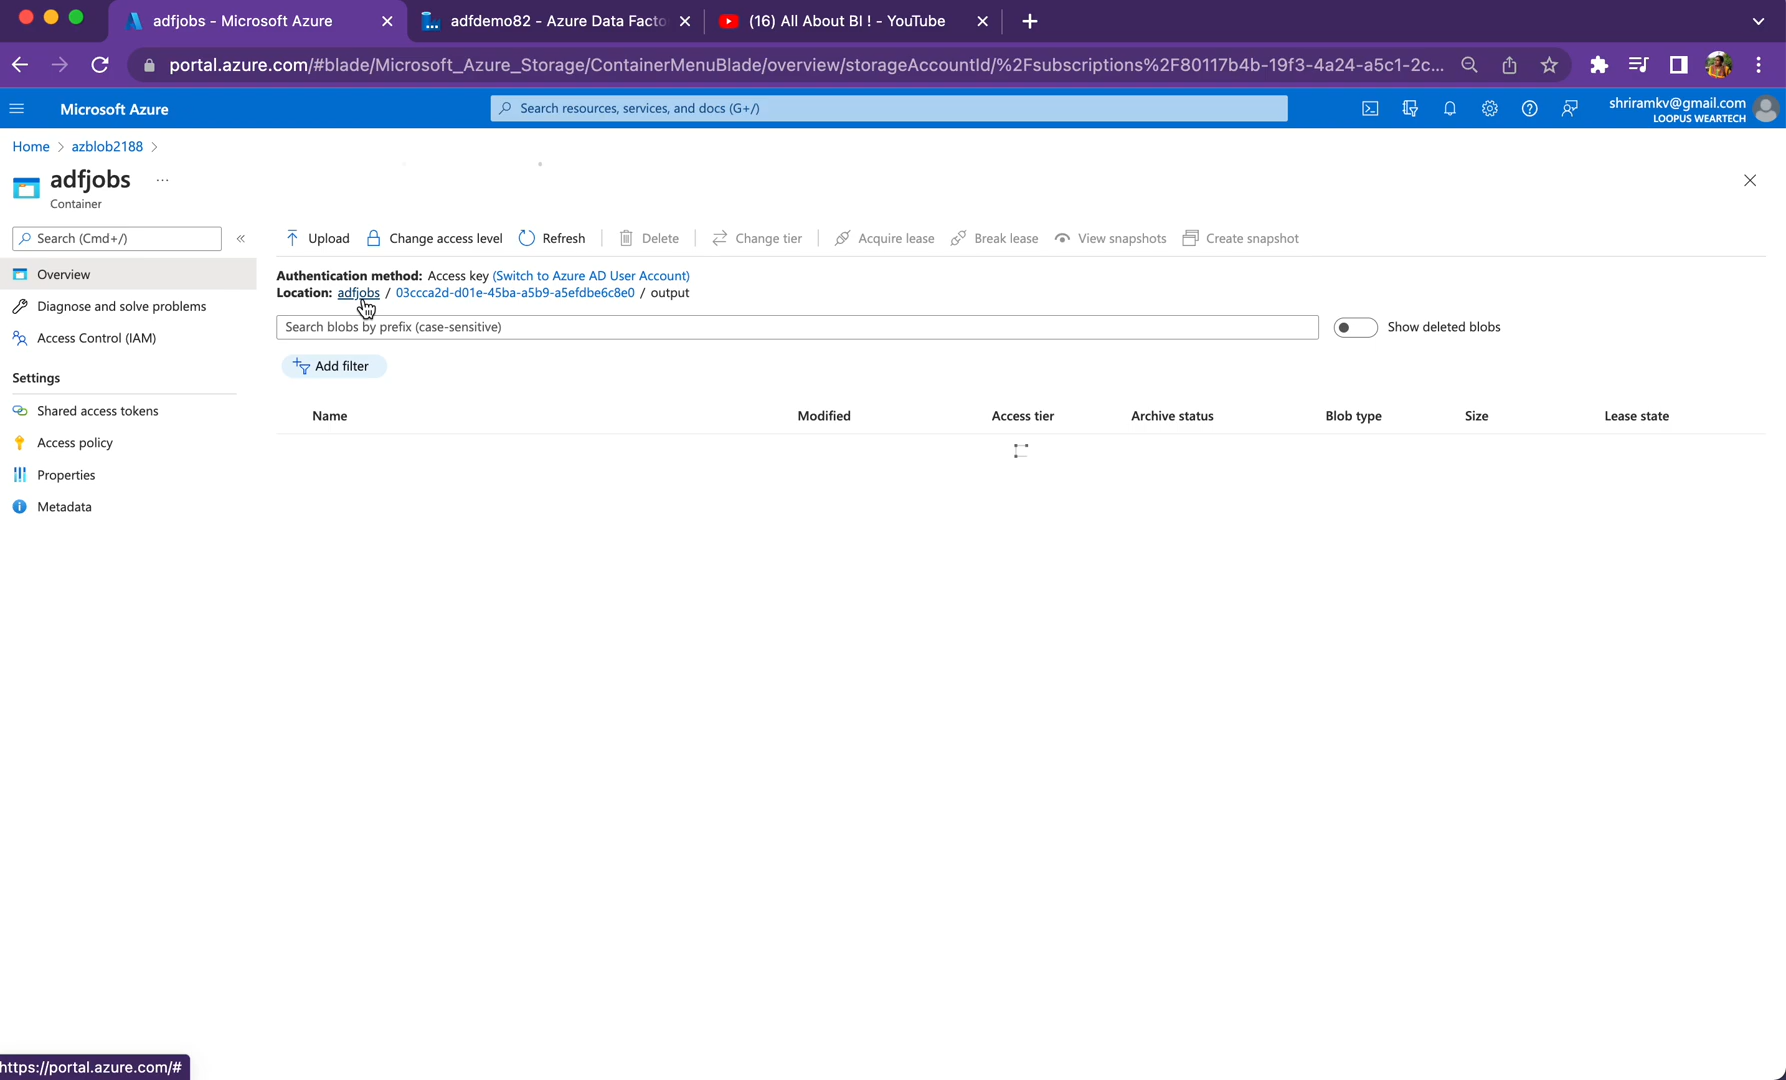 adfjobs - Microsoft Azure
adfdemo82 - Azure Data Facto
(16) All About BI ! - YouTube
portal.azure.com/#blade/Microsoft_Azure_Storage/ContainerMenuBlade/overview/storageAccountId/%2Fsubscriptions%2F80117b4b-19f3-4a24-a5c1-2c...
Microsoft Azure
Search resources, services, and docs (G+/)
shriramkv@gmail.com
LOOPUS WEARTECH
Home > azblob2188 >
adfjobs ...
Container
Search (Cmd+/)
«
Upload
Change access level
Refresh
Delete
Change tier
Acquire lease
Break lease
View snapshots
Create snapshot
Overview
Diagnose and solve problems
Access Control (IAM)
Settings
Shared access tokens
Access policy
Properties
Metadata
Authentication method: Access key (Switch to Azure AD User Account)
Location: adfjobs / 03ccca2d-d01e-45ba-a5b9-a5efdbe6c8e0 / output
Search blobs by prefix (case-sensitive)
Show deleted blobs
Add filter
Name Modified Access tier Archive status Blob type Size Lease state
https://portal.azure.com/#